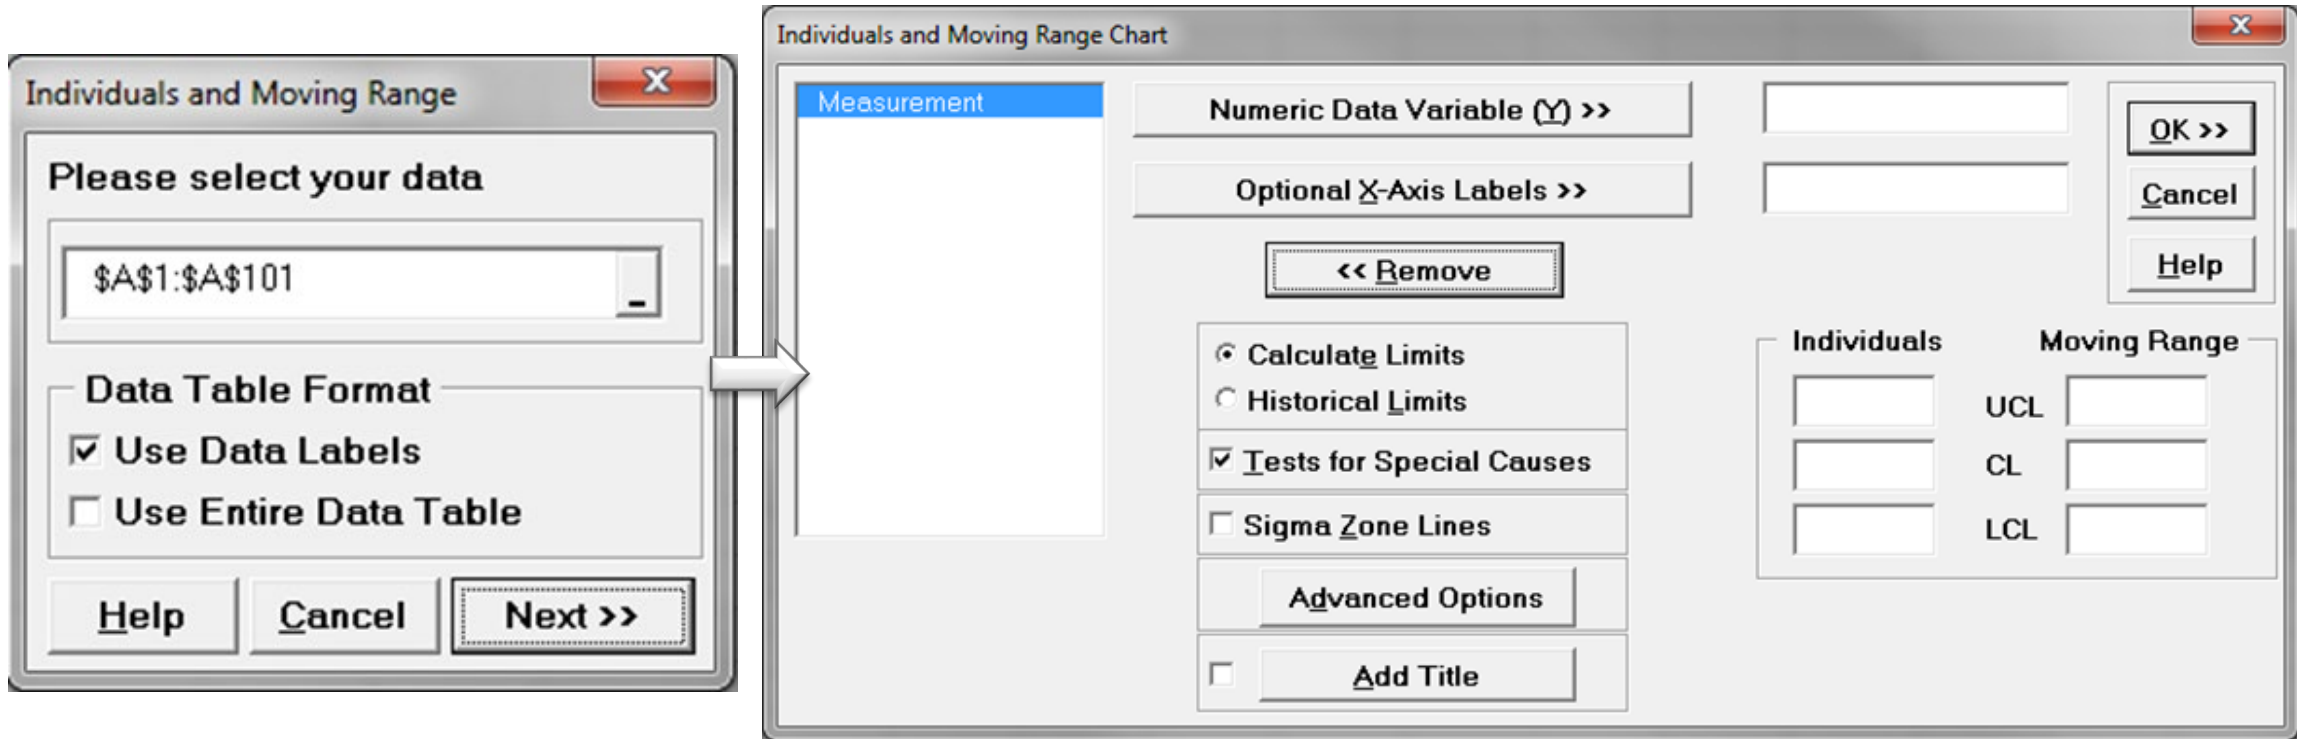 Individuals and Moving Range
Please select your data
$A$1:$A$101
Data Table Format
Use Data Labels
Use Entire Data Table
Help
Cancel
Next >>
Individuals and Moving Range Chart
Measurement
Numeric Data Variable (Y) >>
Optional X-Axis Labels >>
<< Remove
OK >>
Cancel
Help
Calculate Limits
Historical Limits
Tests for Special Causes
Sigma Zone Lines
Advanced Options
Add Title
Individuals Moving Range
UCL
CL
LCL